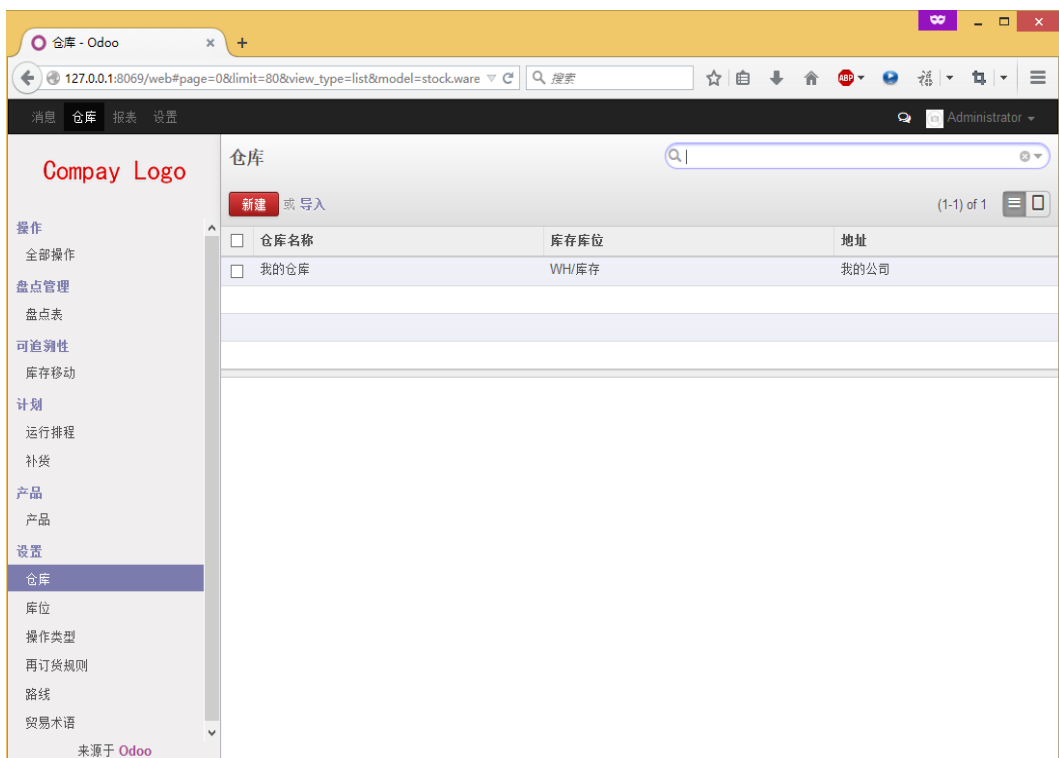 仓库 - Odoo
127.0.0.1:8069/web#page=0&limit=80&view_type=list&model=stock.ware
搜索
ABP
消息 仓库 报表 设置
Administrator
Compay Logo
仓库
新建 或 导入
(1-1) of 1
仓库名称 库存库位 地址
我的仓库 WH/库存 我的公司
操作
全部操作
盘点管理
盘点表
可追溯性
库存移动
计划
运行排程
补货
产品
产品
设置
仓库
库位
操作类型
再订货规则
路线
贸易术语
来源于 Odoo